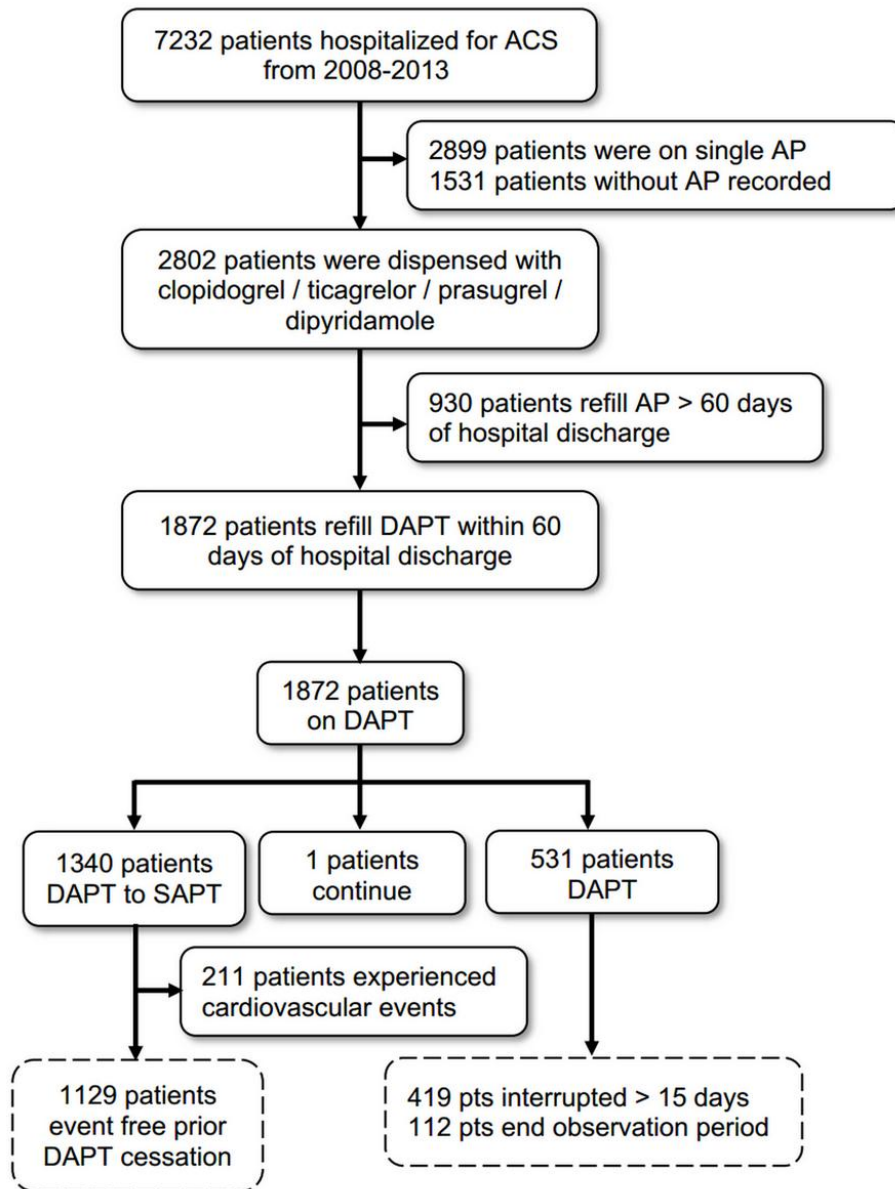 7232 patients hospitalized for ACS
from 2008-2013
2899 patients were on single AP
1531 patients without AP recorded
2802 patients were dispensed with
clopidogrel / ticagrelor / prasugrel /
dipyridamole
930 patients refill AP > 60 days
of hospital discharge
1872 patients refill DAPT within 60
days of hospital discharge
1872 patients
on DAPT
1340 patients
DAPT to SAPT
1 patients
continue
531 patients
DAPT
211 patients experienced
cardiovascular events
1129 patients
event free prior
DAPT cessation
419 pts interrupted > 15 days
112 pts end observation period